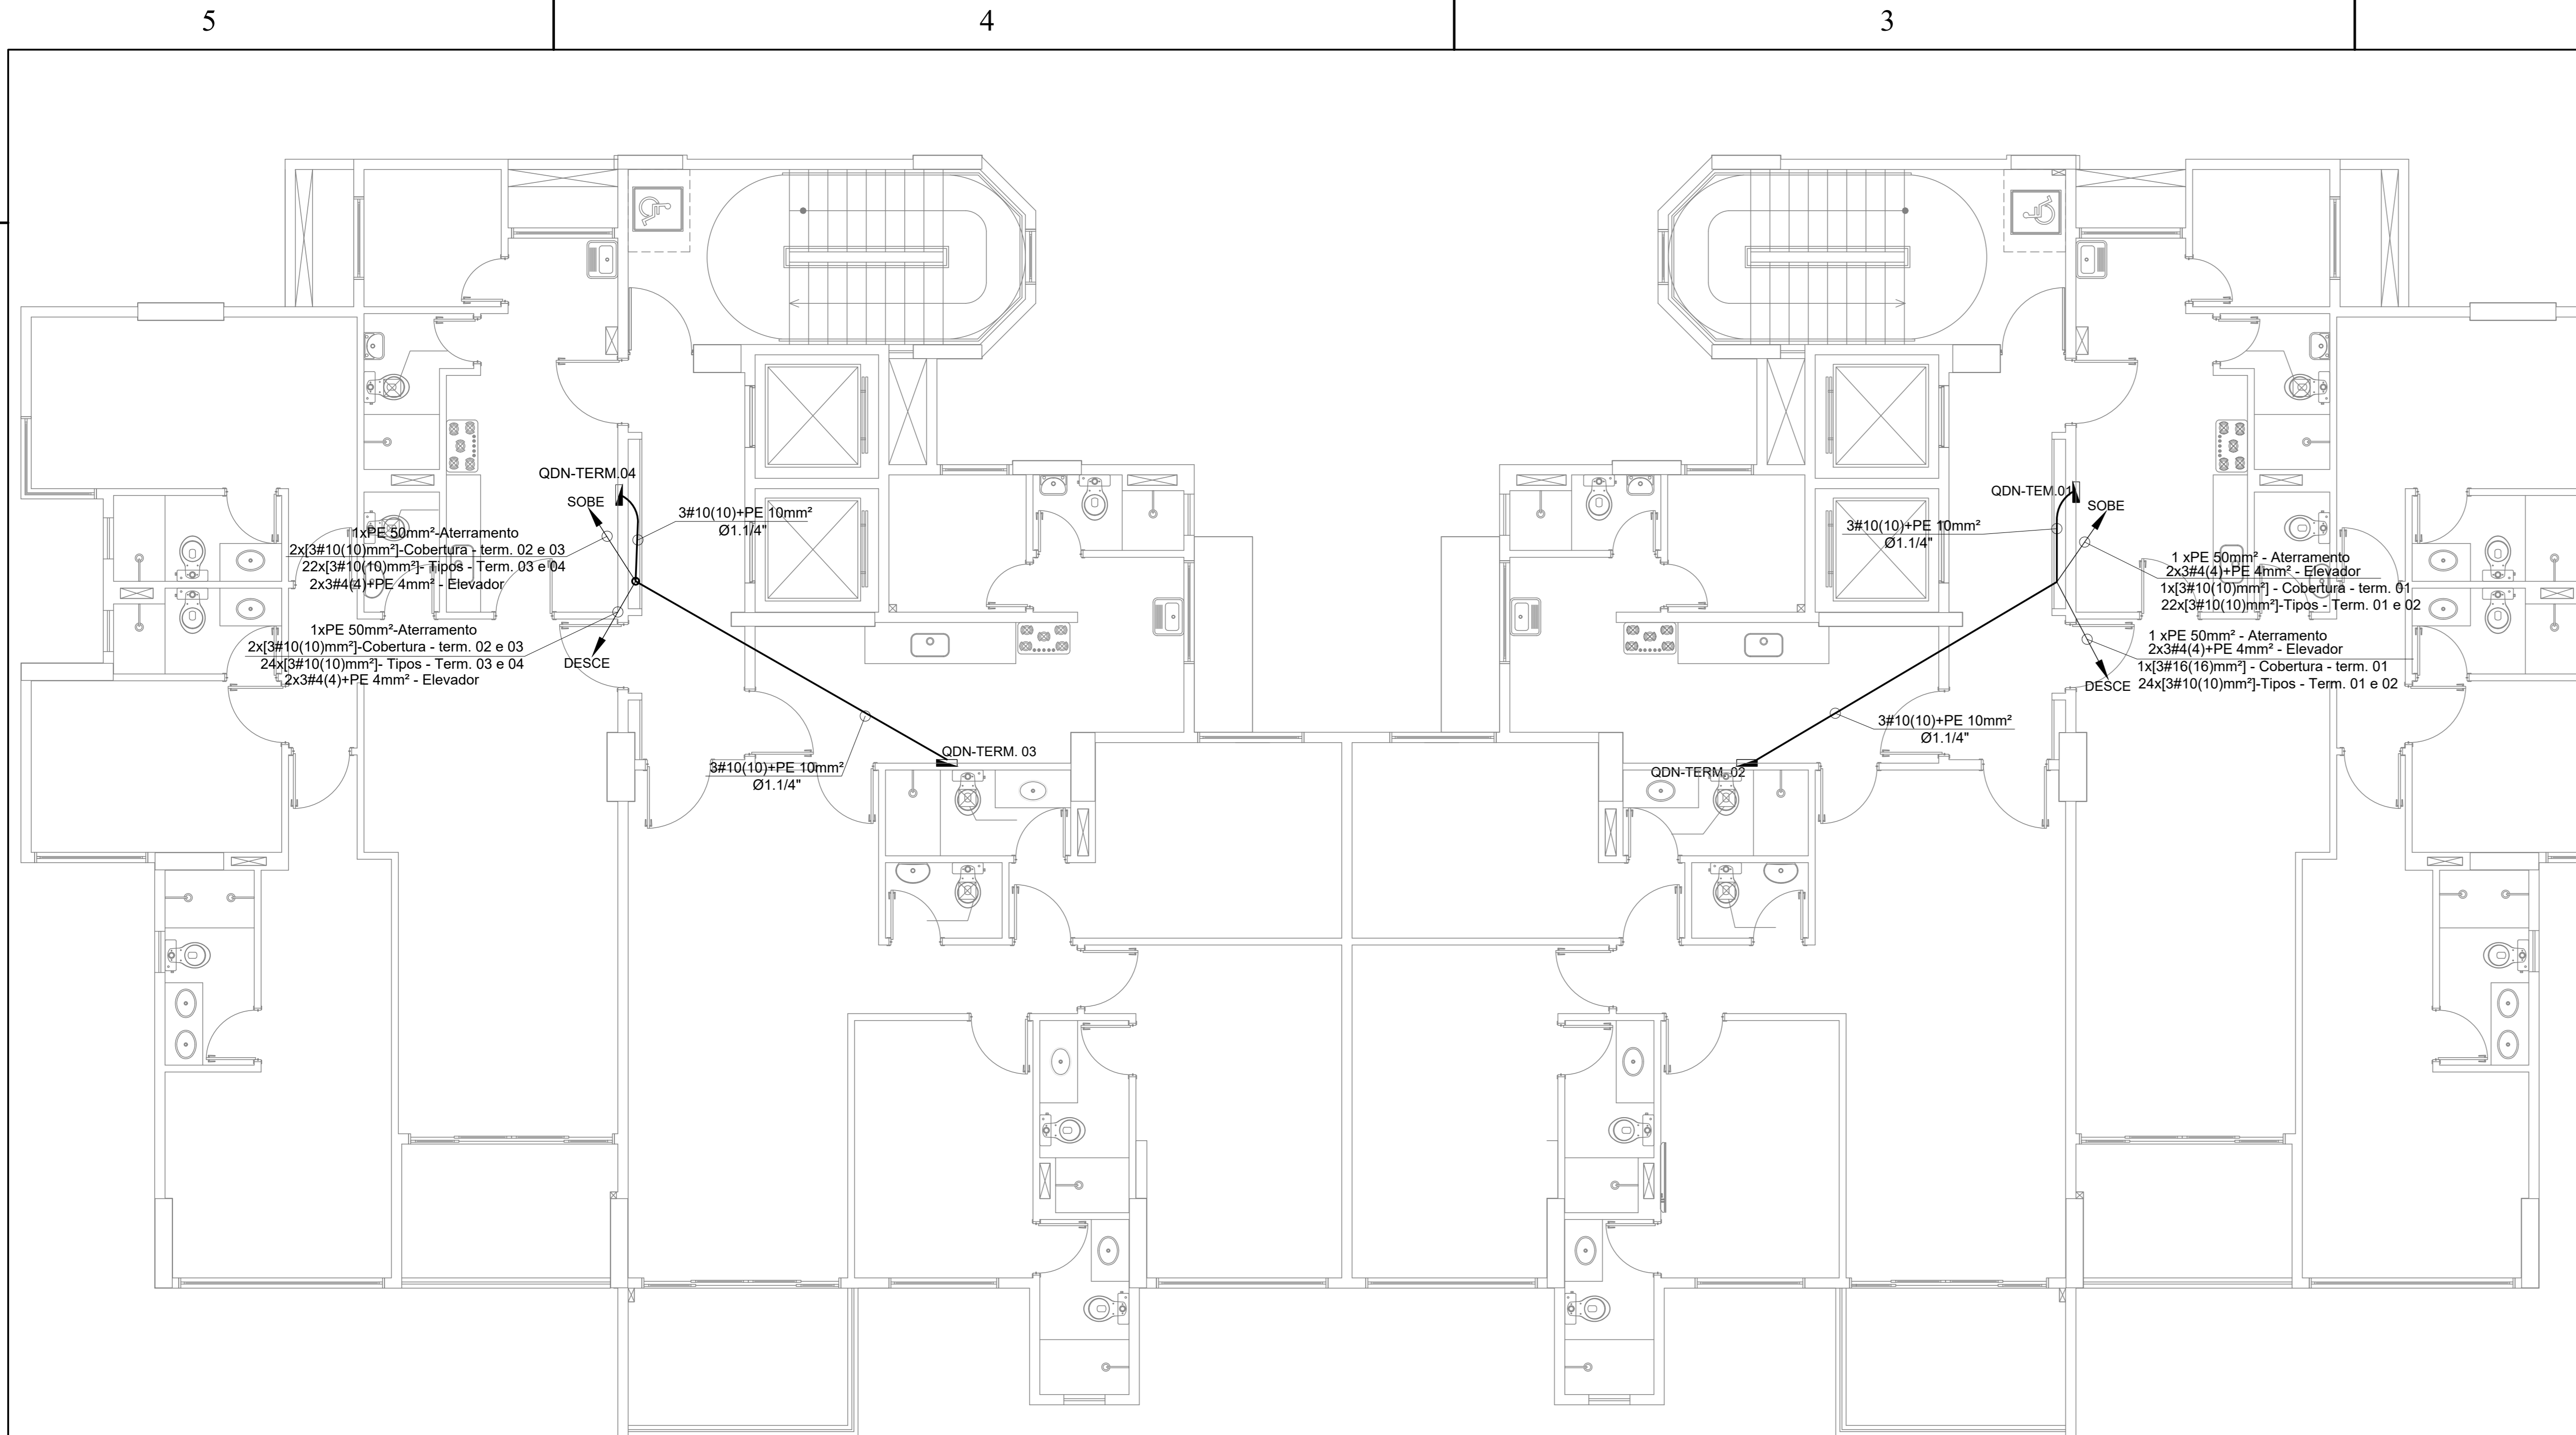 5
4
3
QDN-TERM.04
SOBE
3#10(10)+PE 10mm²
Ø1.1/4"
1xPE 50mm²-Aterramento
2x[3#10(10)mm²]-Cobertura - term. 02 e 03
22x[3#10(10)mm²]- Tipos - Term. 03 e 04
2x3#4(4)+PE 4mm² - Elevador
1xPE 50mm²-Aterramento
2x[3#10(10)mm²]-Cobertura - term. 02 e 03
24x[3#10(10)mm²]- Tipos - Term. 03 e 04
2x3#4(4)+PE 4mm² - Elevador
DESCE
QDN-TERM. 03
3#10(10)+PE 10mm²
Ø1.1/4"
QDN-TEM.01
SOBE
3#10(10)+PE 10mm²
Ø1.1/4"
1 xPE 50mm² - Aterramento
2x3#4(4)+PE 4mm² - Elevador
1x[3#10(10)mm²] - Cobertura - term. 01
22x[3#10(10)mm²]-Tipos - Term. 01 e 02
1 xPE 50mm² - Aterramento
2x3#4(4)+PE 4mm² - Elevador
1x[3#16(16)mm²] - Cobertura - term. 01
24x[3#10(10)mm²]-Tipos - Term. 01 e 02
DESCE
3#10(10)+PE 10mm²
Ø1.1/4"
QDN-TERM. 02